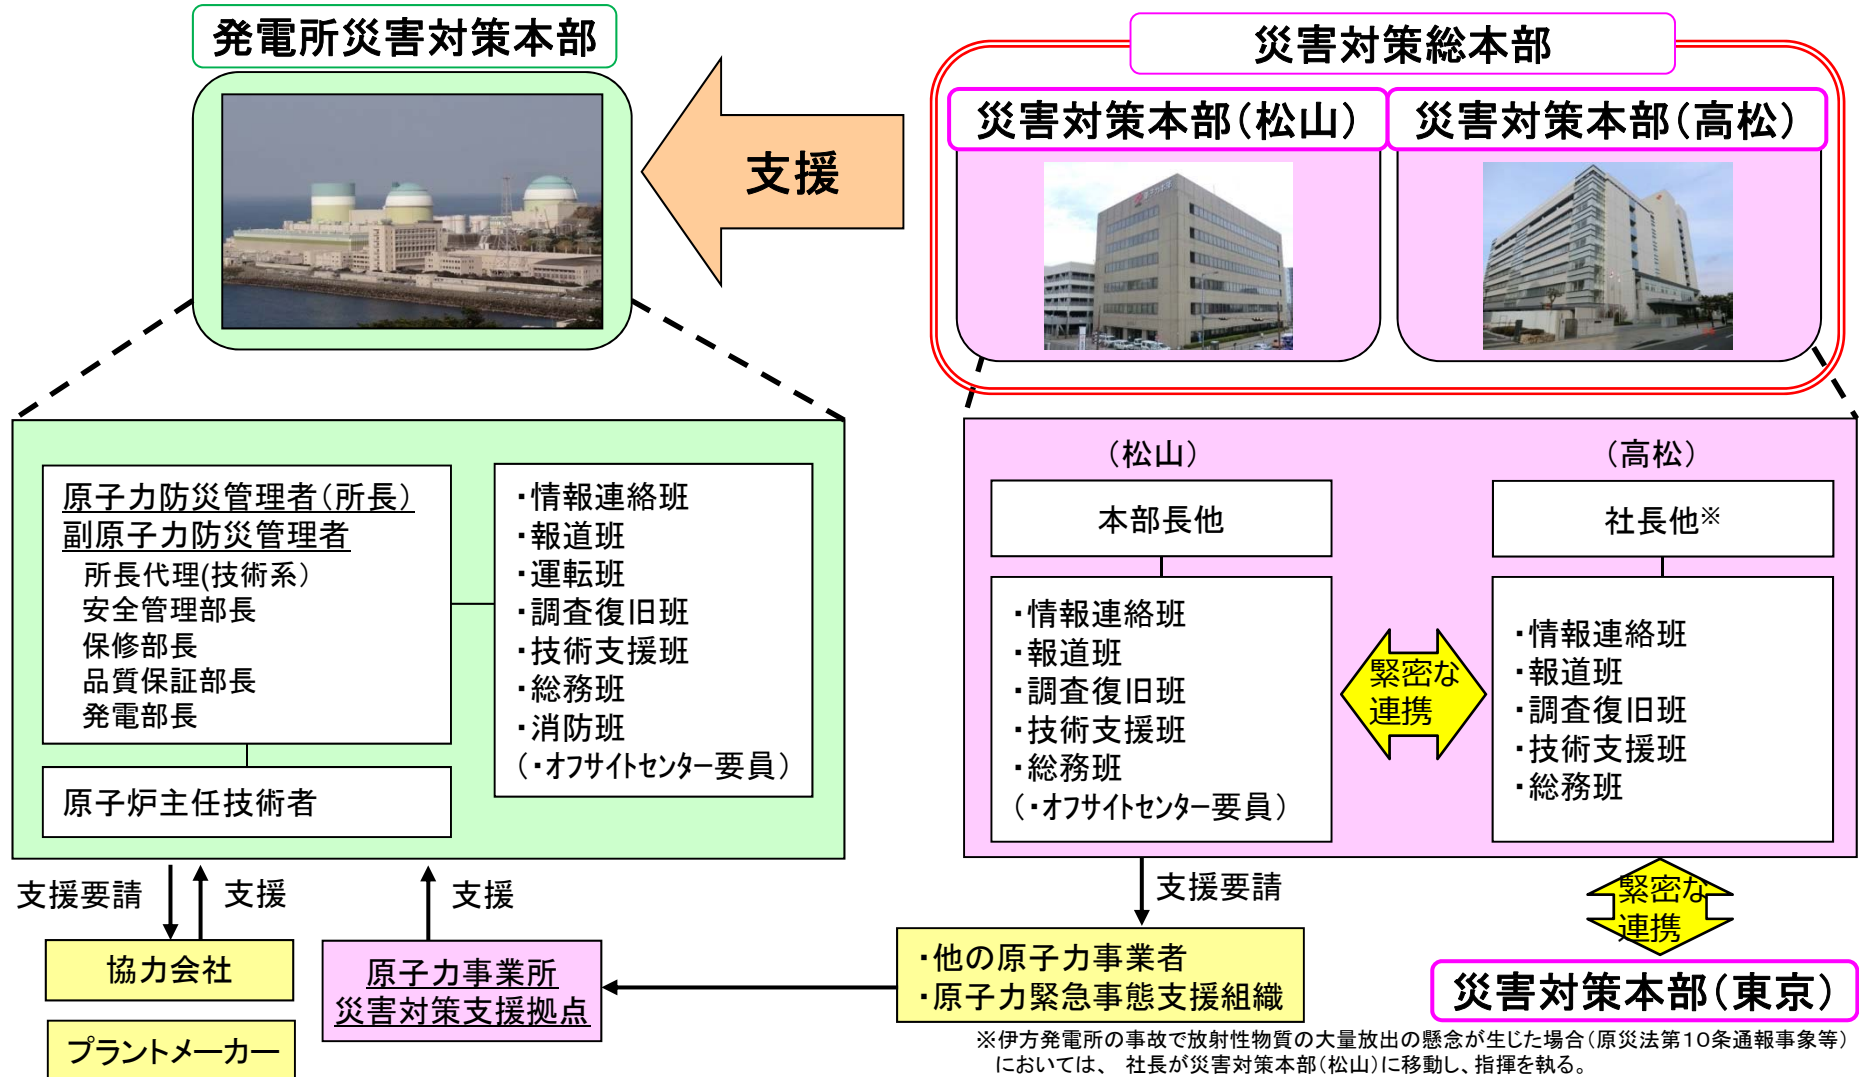 発電所災害対策本部
災害対策総本部
災害対策本部(松山)
災害対策本部(高松)
支援
原子力防災管理者(所長)
副原子力防災管理者
所長代理(技術系)
安全管理部長
保修部長
品質保証部長
発電部長
原子炉主任技術者
・情報連絡班
・報道班
・運転班
・調査復旧班
・技術支援班
・総務班
・消防班
(・オフサイトセンター要員)
(松山)
本部長他
・情報連絡班
・報道班
・調査復旧班
・技術支援班
・総務班
(・オフサイトセンター要員)
緊密な
連携
(高松)
社長他※
・情報連絡班
・報道班
・調査復旧班
・技術支援班
・総務班
支援要請
支援
支援
支援要請
緊密な
連携
協力会社
プラントメーカー
原子力事業所
災害対策支援拠点
・他の原子力事業者
・原子力緊急事態支援組織
災害対策本部(東京)
※伊方発電所の事故で放射性物質の大量放出の懸念が生じた場合(原災法第10条通報事象等)
においては、 社長が災害対策本部(松山)に移動し、指揮を執る。